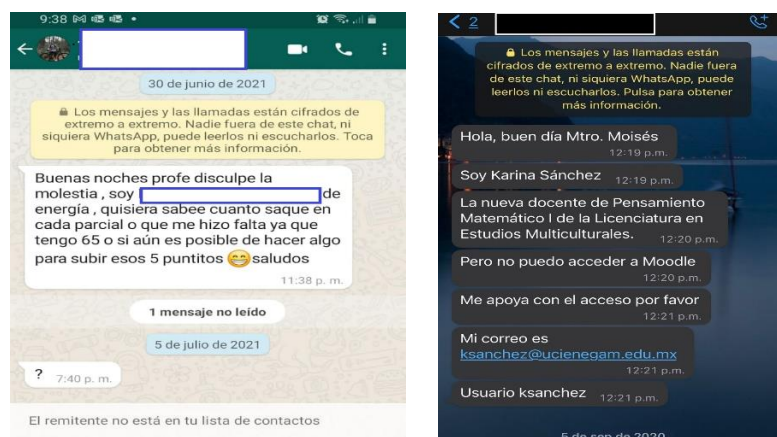 9:38
30 de junio de 2021
Los mensajes y las llamadas están cifrados de
extremo a extremo. Nadie fuera de este chat, ni
siquiera WhatsApp, puede leerlos ni escucharlos. Toca
para obtener más información.
Buenas noches profe disculpe la
molestia , soy de
energía , quisiera sabee cuanto saque en
cada parcial o que me hizo falta ya que
tengo 65 o si aún es posible de hacer algo
para subir esos 5 puntitos 😁 saludos
11:38 p. m.
1 mensaje no leído
5 de julio de 2021
?
7:40 p. m.
El remitente no está en tu lista de contactos
2
Los mensajes y las llamadas están
cifrados de extremo a extremo. Nadie fuera
de este chat, ni siquiera WhatsApp, puede
leerlos ni escucharlos. Pulsa para obtener
más información.
Hola, buen día Mtro. Moisés
12:19 p.m.
Soy Karina Sánchez 12:19 p.m.
La nueva docente de Pensamiento
Matemático I de la Licenciatura en
Estudios Multiculturales. 12:20 p.m.
Pero no puedo acceder a Moodle
12:20 p.m.
Me apoya con el acceso por favor
12:21 p.m.
Mi correo es
ksanchez@ucienegam.edu.mx
12:21 p.m.
Usuario ksanchez 12:21 p.m.
5 de sep de 2020